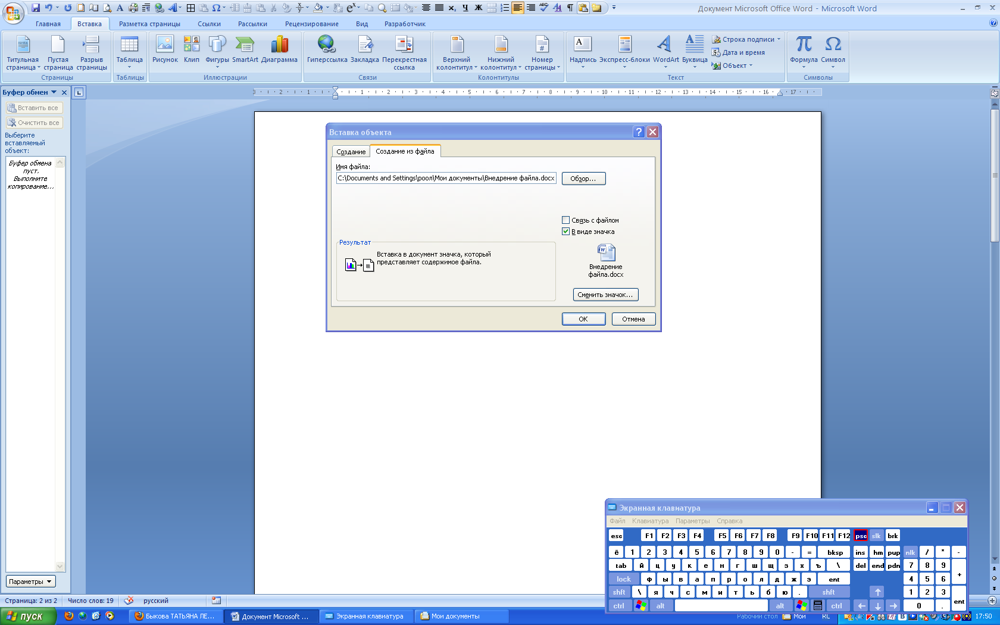 Документ Microsoft Office Word - Microsoft Word
Главная Вставка Разметка страницы Ссылки Рассылки Рецензирование Вид Разработчик
Титульная страница
Пустая страница
Разрыв страницы
Страницы
Таблица
Таблицы
Рисунок
Клип
Фигуры
SmartArt
Диаграмма
Иллюстрации
Гиперссылка
Закладка
Перекрестная ссылка
Связи
Верхний колонтитул
Нижний колонтитул
Номер страницы
Колонтитулы
Надпись
Экспресс-блоки
WordArt
Буквица
Строка подписи
Дата и время
Объект
Текст
Формула
Символ
Символы
Буфер обмен
Вставить все
Очистить все
Выберите
вставляемый
объект:
Буфер обмена
пуст.
Выполните
копирование...
Параметры
3 2 1 1 2 3 4 5 6 7 8 9 10 11 12 13 14 15 16 17
Вставка объекта
Создание Создание из файла
Имя файла:
C:\Documents and Settings\роол\Мои документы\Внедрение файла.docx Обзор...
Связь с файлом
В виде значка
Результат
Вставка в документ значка, который
представляет содержимое файла.
Внедрение
файла.docx
Сменить значок...
ОК Отмена
Экранная клавиатура
Файл Клавиатура Параметры Справка
esc F1 F2 F3 F4 F5 F6 F7 F8 F9 F10 F11 F12 psc slk brk
ё 1 2 3 4 5 6 7 8 9 0 - = bksp ins hm pup nlk / * -
tab й ц у к е н г ш щ з х ъ \ del end pdn 7 8 9 +
lock ф ы в а п р о л д ж э ent 4 5 6
shft \ я ч с м и т ь б ю . shft ↑ 1 2 3 ent
ctrl alt alt ctrl ← ↓ → 0 .
Страница: 2 из 2 Число слов: 19 русский
пуск Быкова ТАТЬЯНА ЛЕ... Документ Microsoft ... Экранная клавиатура Мои документы Рабочий стол Мои 17:50